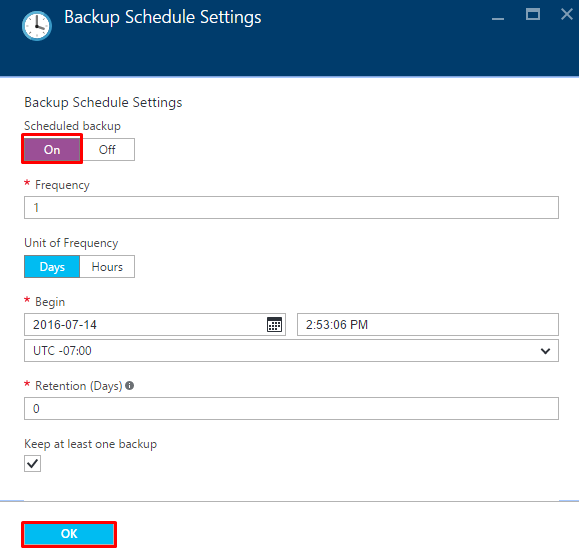 Backup Schedule Settings
Backup Schedule Settings
Scheduled backup
On Off
* Frequency
1
Unit of Frequency
Days Hours
* Begin
2016-07-14 2:53:06 PM
UTC -07:00
* Retention (Days)
0
Keep at least one backup
OK